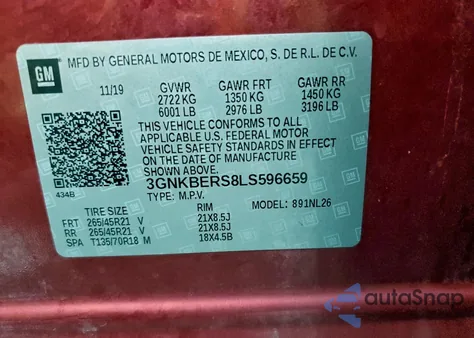 MFD BY GENERAL MOTORS DE MEXICO, S. DE R.L. DE C.V.
GM
11/19 GVWR GAWR FRT GAWR RR
2722 KG 1350 KG 1450 KG
6001 LB 2976 LB 3196 LB
THIS VEHICLE CONFORMS TO ALL
APPLICABLE U.S. FEDERAL MOTOR
VEHICLE SAFETY STANDARDS IN EFFECT
ON THE DATE OF MANUFACTURE
SHOWN ABOVE.
434B
3GNKBERS8LS596659
TYPE: M.P.V. MODEL: 891NL26
TIRE SIZE RIM
FRT 265/45R21 V 21X8.5J
RR 265/45R21 V 21X8.5J
SPA T135/70R18 M 18X4.5B
autoSnap